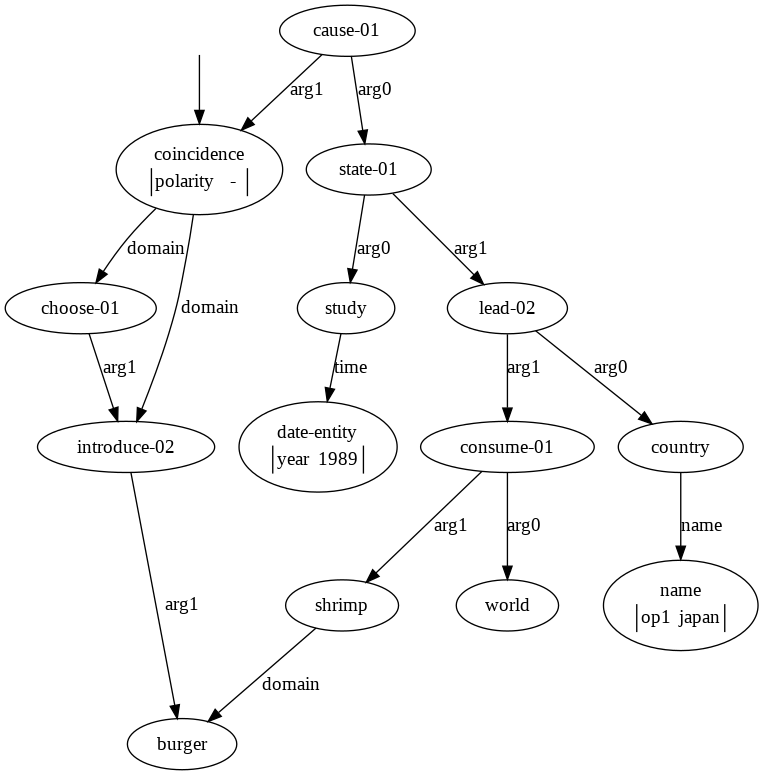 cause-01
arg1
arg0
coincidence
polarity -
state-01
domain
domain
arg0
arg1
choose-01
study
lead-02
arg1
time
arg1
arg0
introduce-02
date-entity
year 1989
consume-01
country
arg1
arg0
name
arg1
shrimp
world
name
op1 japan
domain
burger